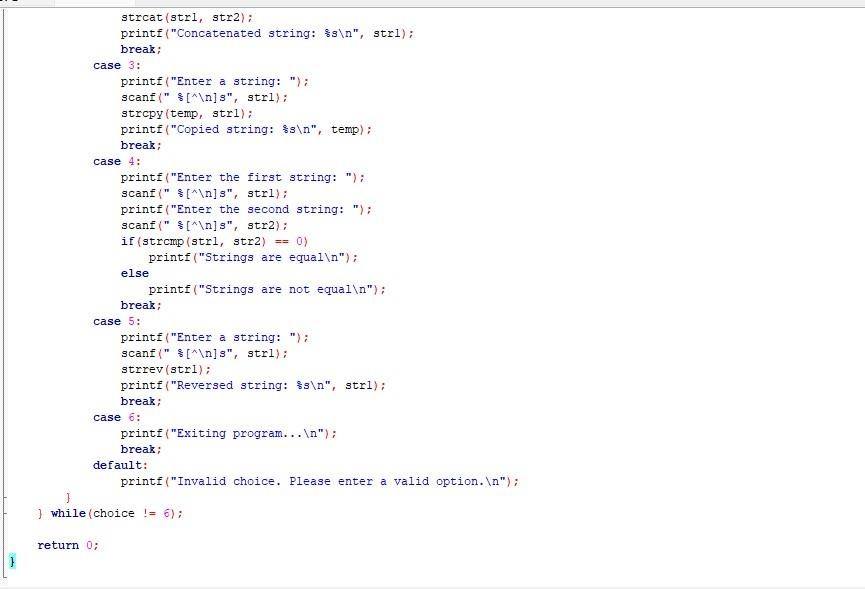 strcat(str1, str2);
printf("Concatenated string: %s\n", str1);
break;
case 3:
printf("Enter a string: ");
scanf(" %[^\n]s", str1);
strcpy(temp, str1);
printf("Copied string: %s\n", temp);
break;
case 4:
printf("Enter the first string: ");
scanf(" %[^\n]s", str1);
printf("Enter the second string: ");
scanf(" %[^\n]s", str2);
if(strcmp(str1, str2) == 0)
printf("Strings are equal\n");
else
printf("Strings are not equal\n");
break;
case 5:
printf("Enter a string: ");
scanf(" %[^\n]s", str1);
strrev(str1);
printf("Reversed string: %s\n", str1);
break;
case 6:
printf("Exiting program...\n");
break;
default:
printf("Invalid choice. Please enter a valid option.\n");
}
} while(choice != 6);
return 0;
}